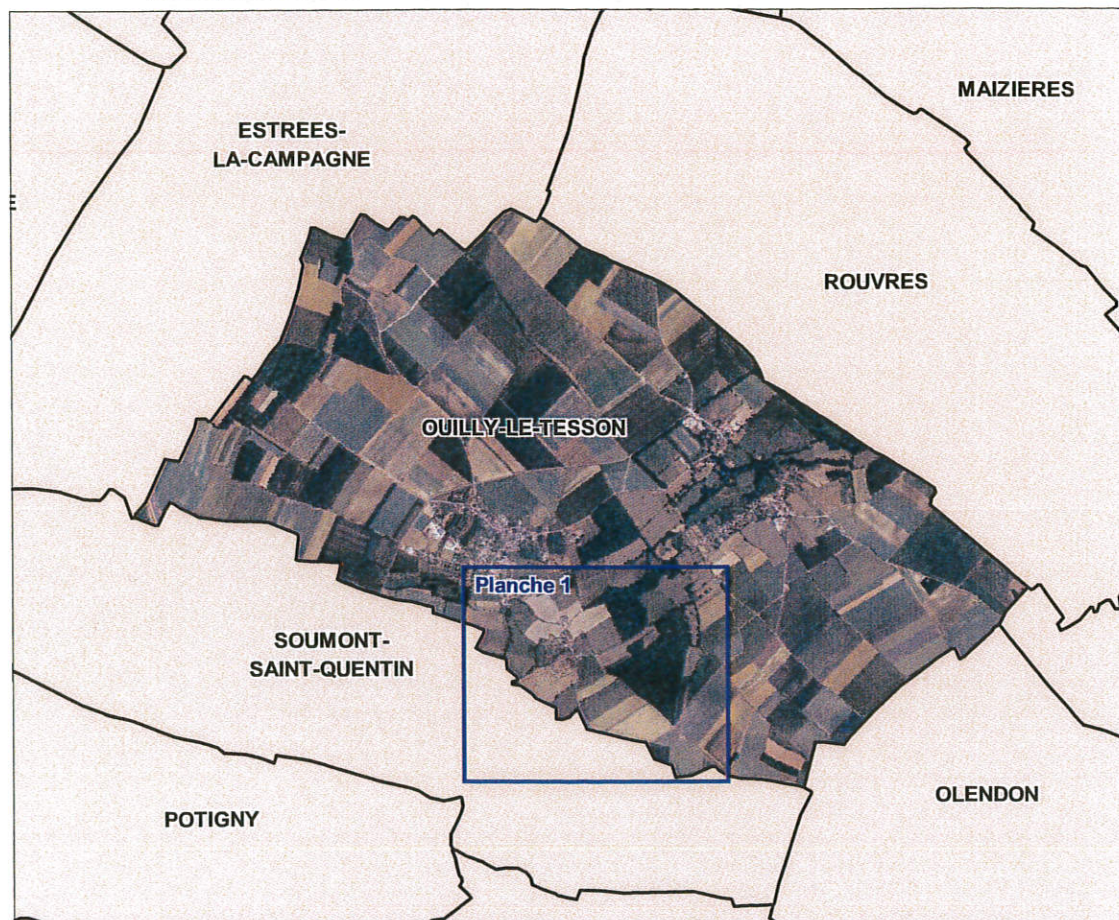 MAIZIERES
ESTREES-
LA-CAMPAGNE
E
ROUVRES
OUILLY-LE-TESSON
Planche 1
SOUMONT-
SAINT-QUENTIN
OLENDON
POTIGNY